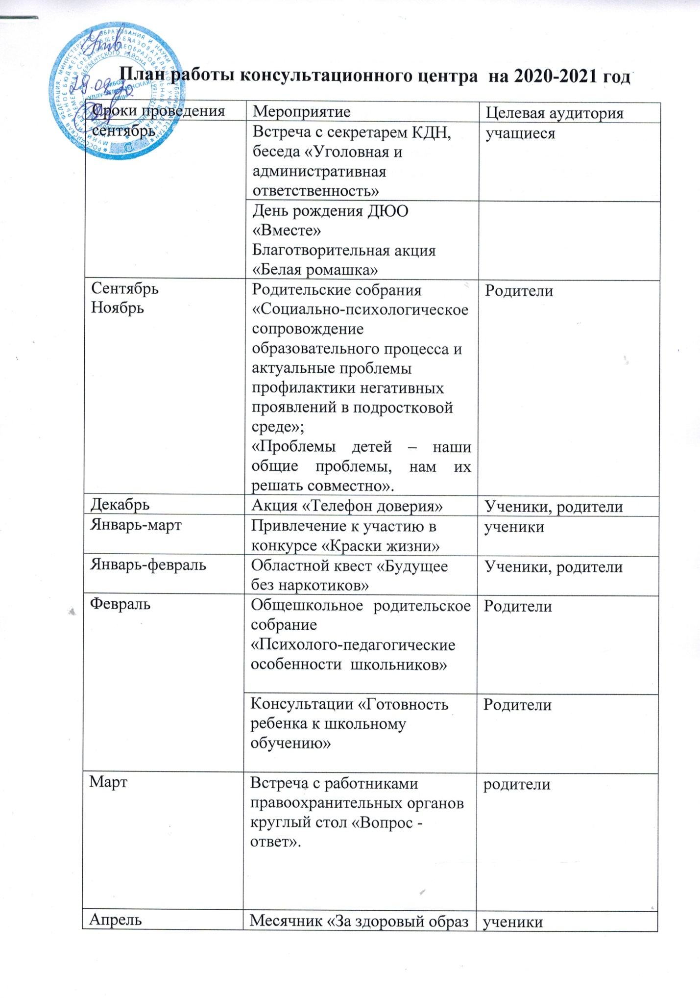 Утв.
29.08.20
План работы консультационного центра на 2020-2021 год
Сроки проведения
Мероприятие
Целевая аудитория
сентябрь
Встреча с секретарем КДН,
беседа «Уголовная и
административная
ответственность»
учащиеся
День рождения ДЮО
«Вместе»
Благотворительная акция
«Белая ромашка»
Сентябрь
Ноябрь
Родительские собрания
«Социально-психологическое
сопровождение
образовательного процесса и
актуальные проблемы
профилактики негативных
проявлений в подростковой
среде»;
«Проблемы детей – наши
общие проблемы, нам их
решать совместно».
Родители
Декабрь
Акция «Телефон доверия»
Ученики, родители
Январь-март
Привлечение к участию в
конкурсе «Краски жизни»
ученики
Январь-февраль
Областной квест «Будущее
без наркотиков»
Ученики, родители
Февраль
Общешкольное родительское
собрание
«Психолого-педагогические
особенности школьников»
Родители
Консультации «Готовность
ребенка к школьному
обучению»
Родители
Март
Встреча с работниками
правоохранительных органов
круглый стол «Вопрос -
ответ».
родители
Апрель
Месячник «За здоровый образ
ученики